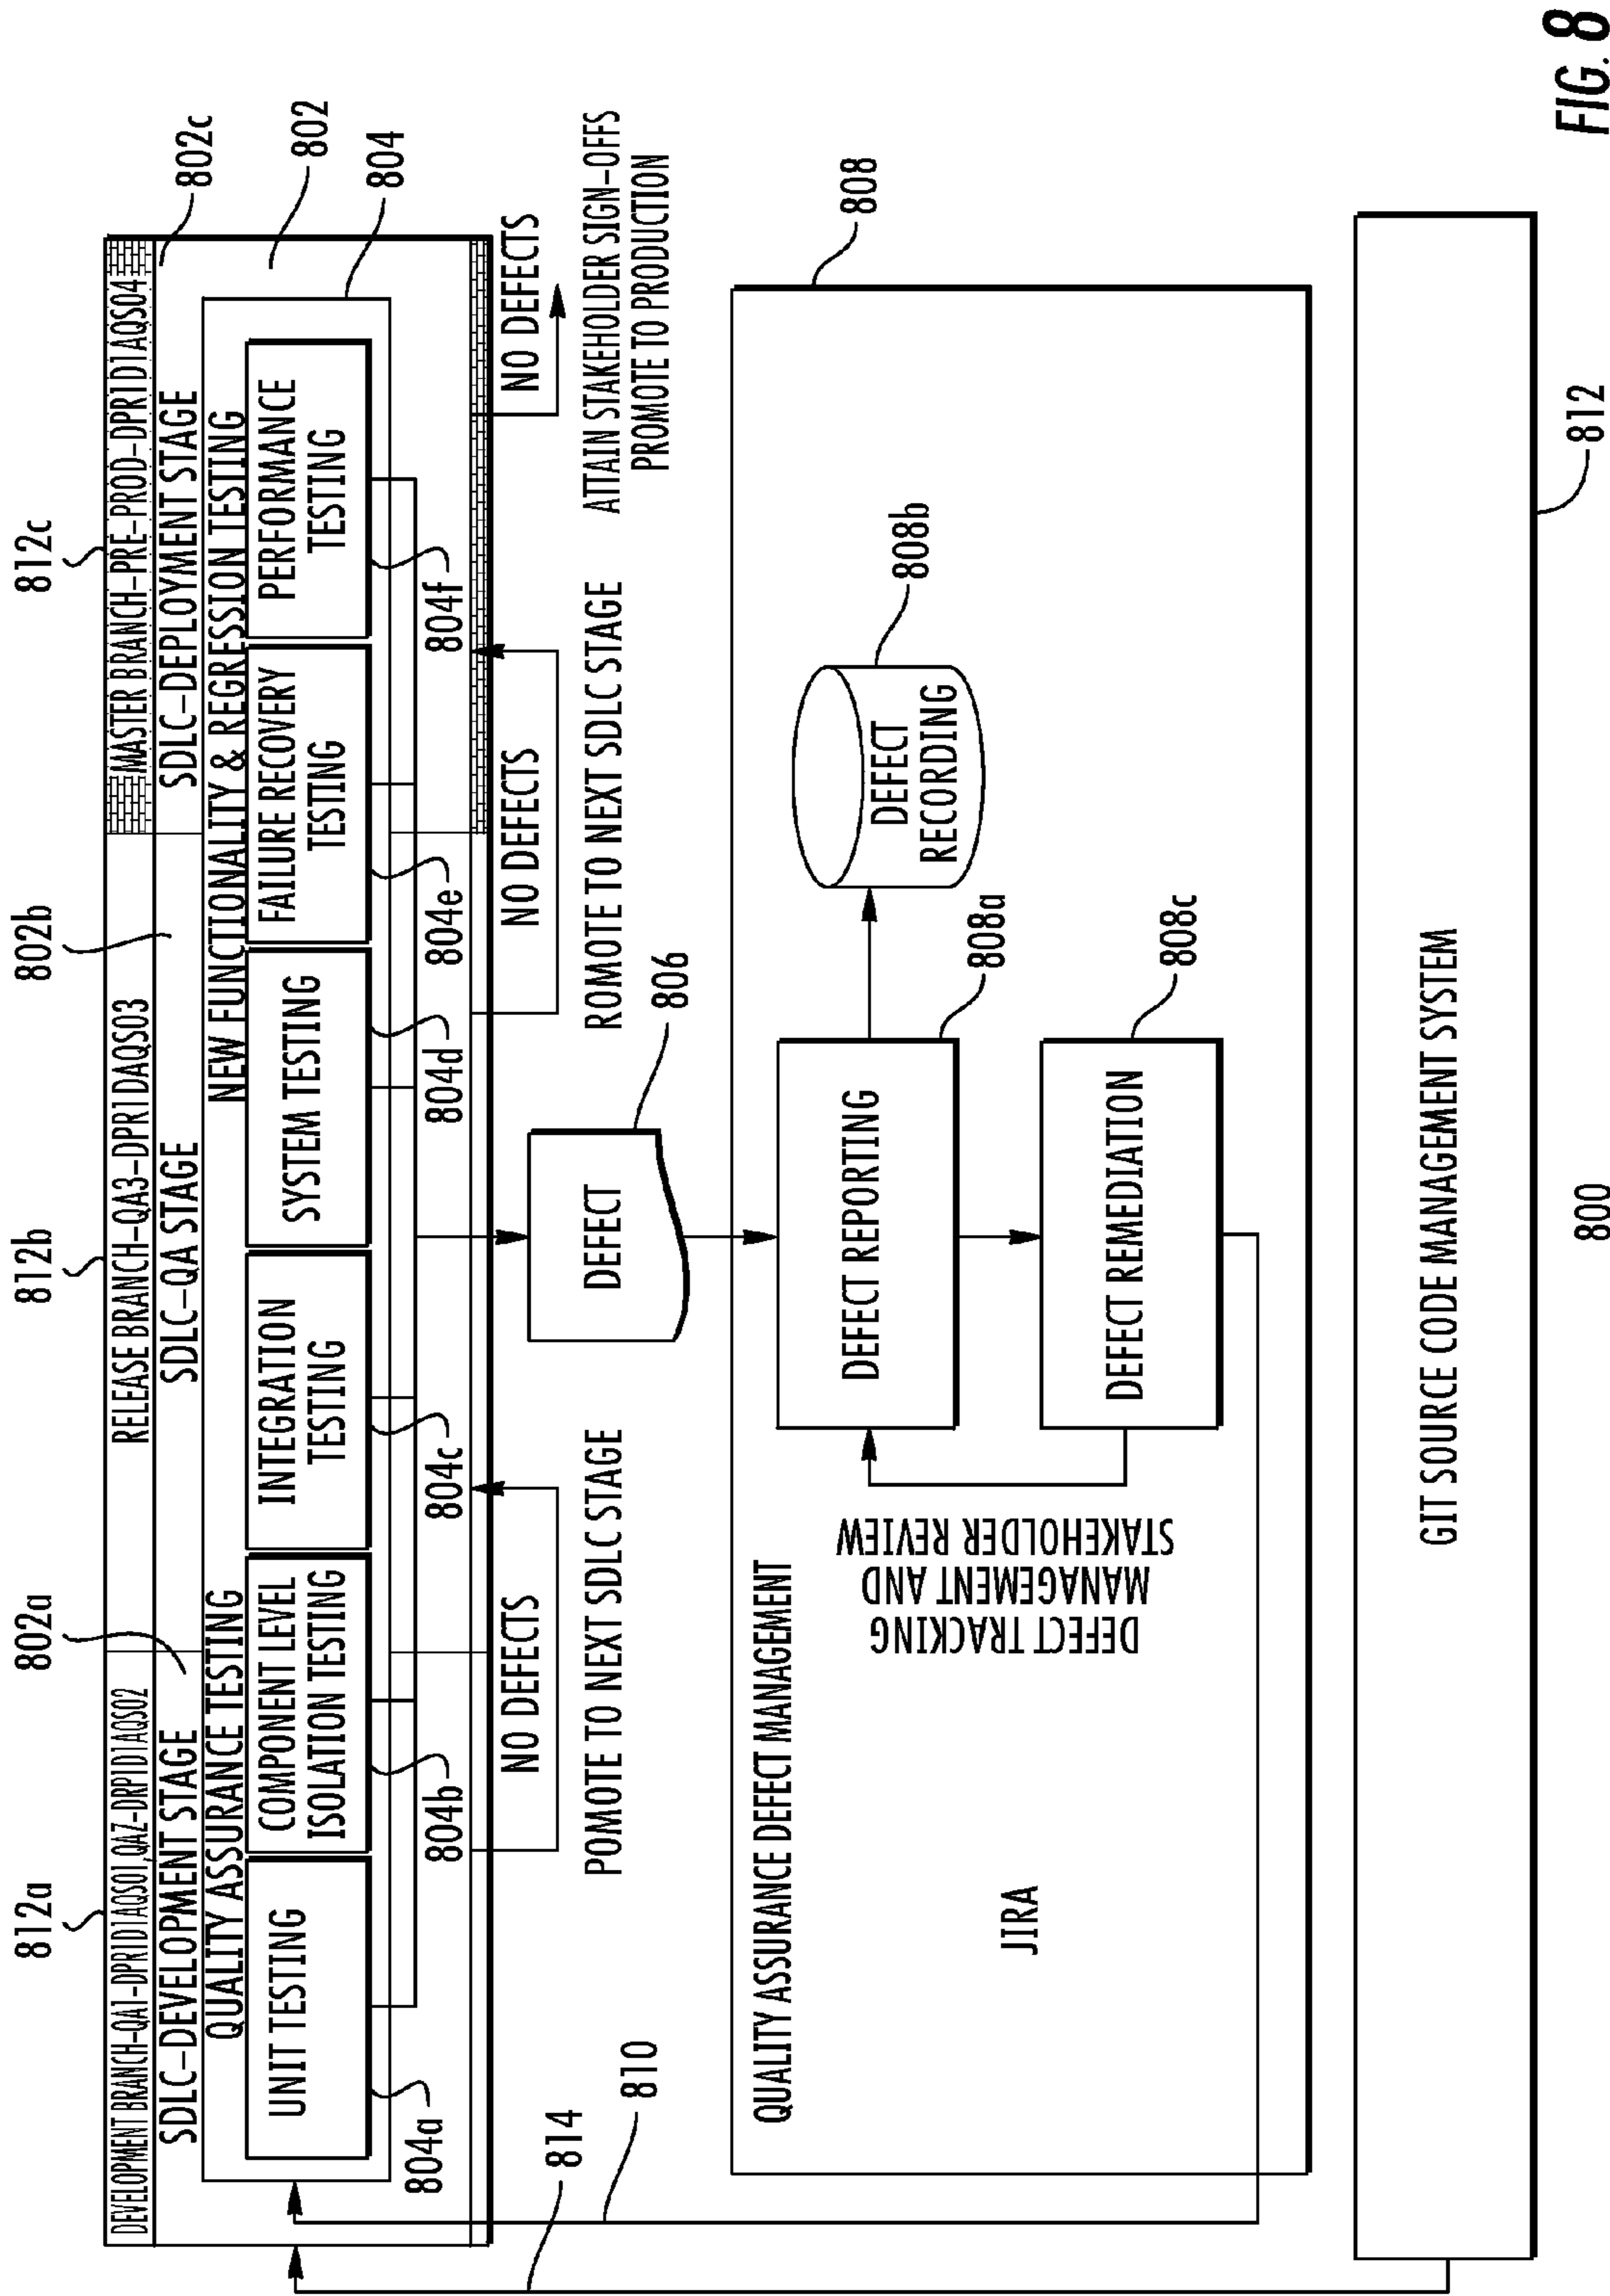 812a
812b
812c
802a
802b
802c
802
804
DEVELOPMENT BRANCH-QA1-DPR1D1AQS01,QAZ-DRP1D1AQS02
RELEASE BRANCH-QA3-DPR1DAQS03
MASTER BRANCH-PRE-PROD-DPR1D1AQS04
SDLC-DEVELOPMENT STAGE
SDLC-QA STAGE
SDLC-DEPLOYMENT STAGE
QUALITY ASSURANCE TESTING
NEW FUNCTIONALITY & REGRESSION TESTING
UNIT TESTING
COMPONENT LEVEL
ISOLATION TESTING
INTEGRATION
TESTING
SYSTEM TESTING
FAILURE RECOVERY
TESTING
PERFORMANCE
TESTING
804a
804b
804c
804d
804e
804f
NO DEFECTS
NO DEFECTS
NO DEFECTS
POMOTE TO NEXT SDLC STAGE
ROMOTE TO NEXT SDLC STAGE
ATTAIN STAKEHOLDER SIGN-OFFS
PROMOTE TO PRODUCTION
DEFECT
806
814
810
808
QUALITY ASSURANCE DEFECT MANAGEMENT
JIRA
DEFECT TRACKING
MANAGEMENT AND
STAKEHOLDER REVIEW
DEFECT REPORTING
808a
DEFECT
RECORDING
808b
DEFECT REMEDIATION
808c
GIT SOURCE CODE MANAGEMENT SYSTEM
812
800
FIG. 8